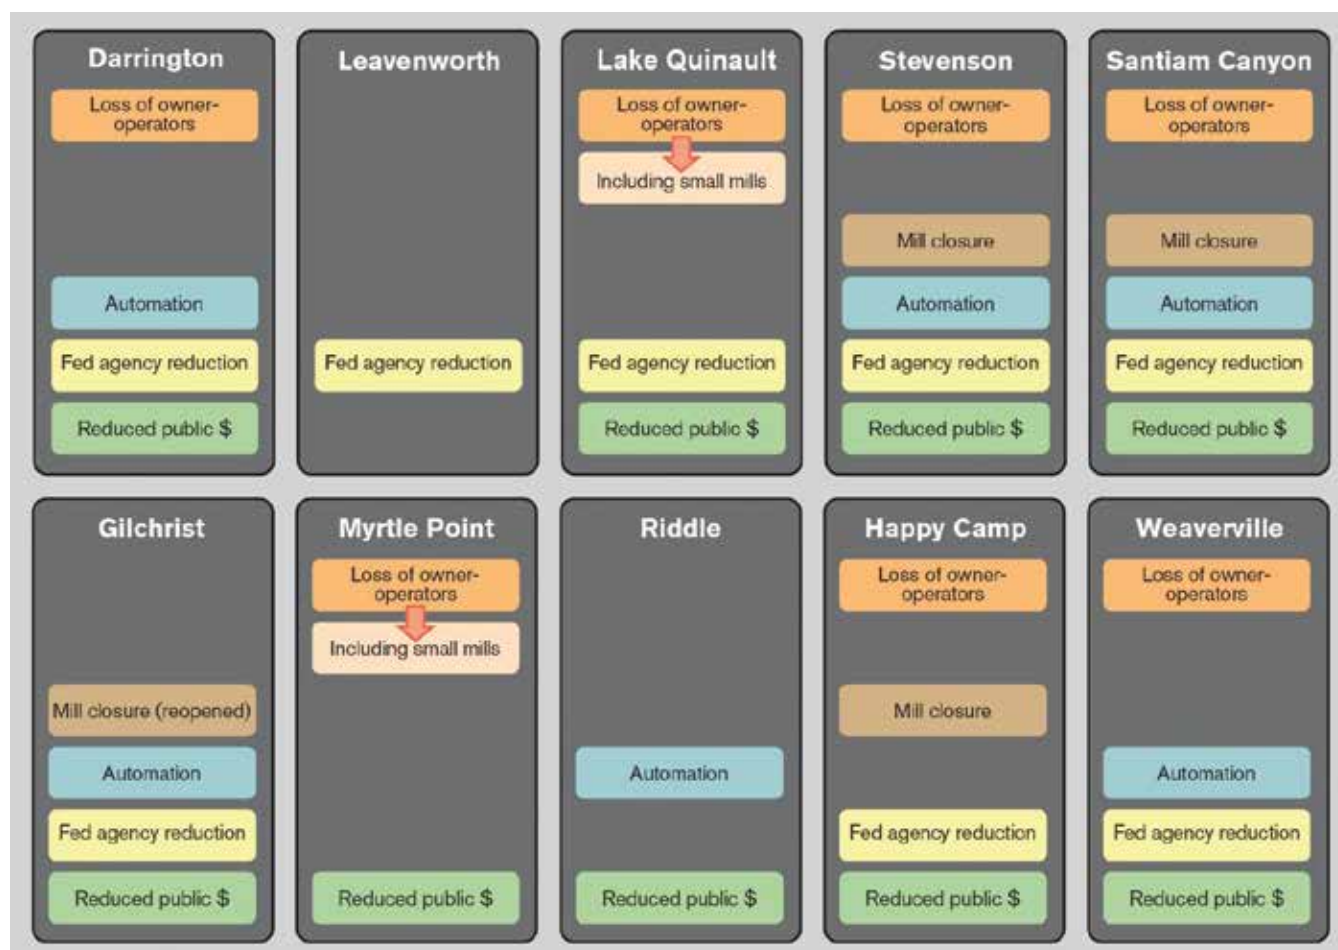 Darrington
Loss of owner-
operators
Automation
Fed agency reduction
Reduced public $
Leavenworth
Fed agency reduction
Lake Quinault
Loss of owner-
operators
Including small mills
Fed agency reduction
Reduced public $
Stevenson
Loss of owner-
operators
Mill closure
Automation
Fed agency reduction
Reduced public $
Santiam Canyon
Loss of owner-
operators
Mill closure
Automation
Fed agency reduction
Reduced public $
Gilchrist
Mill closure (reopened)
Automation
Fed agency reduction
Reduced public $
Myrtle Point
Loss of owner-
operators
Including small mills
Reduced public $
Riddle
Automation
Reduced public $
Happy Camp
Loss of owner-
operators
Mill closure
Fed agency reduction
Reduced public $
Weaverville
Loss of owner-
operators
Automation
Fed agency reduction
Reduced public $